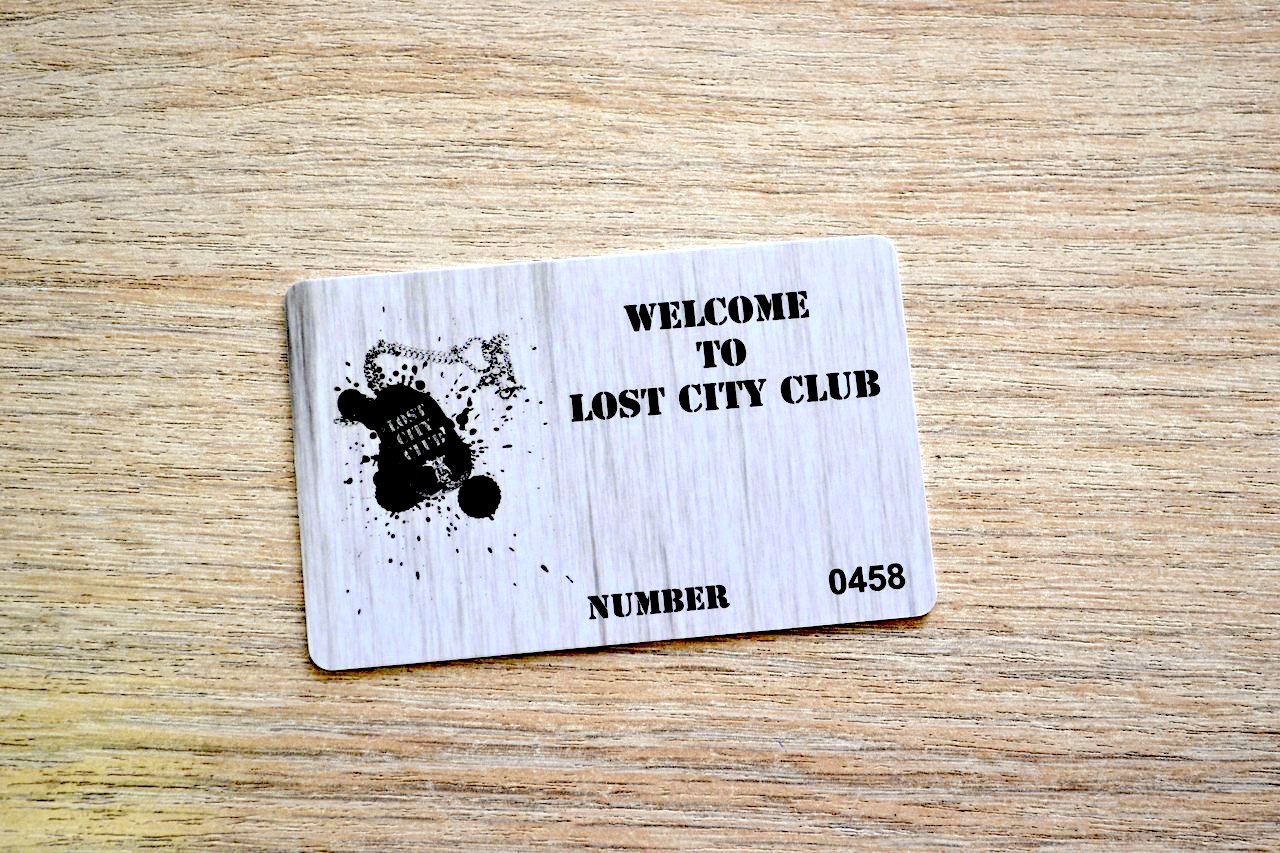 WELCOME
TO
LOST CITY CLUB
LOST
CITY
CLUB
NUMBER 0458